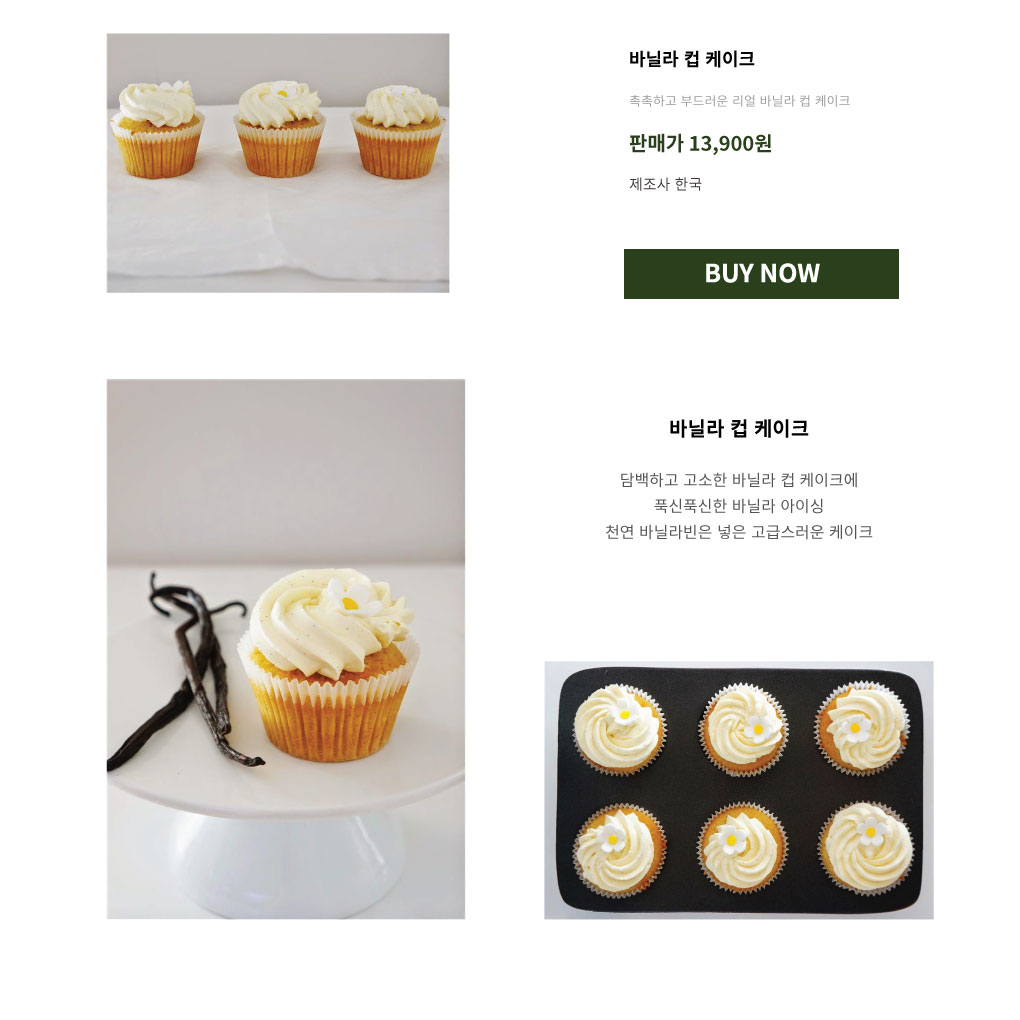 바닐라 컵 케이크
촉촉하고 부드러운 리얼 바닐라 컵 케이크
판매가 13,900원
제조사 한국
BUY NOW
바닐라 컵 케이크
담백하고 고소한 바닐라 컵 케이크에
푹신푹신한 바닐라 아이싱
천연 바닐라빈은 넣은 고급스러운 케이크